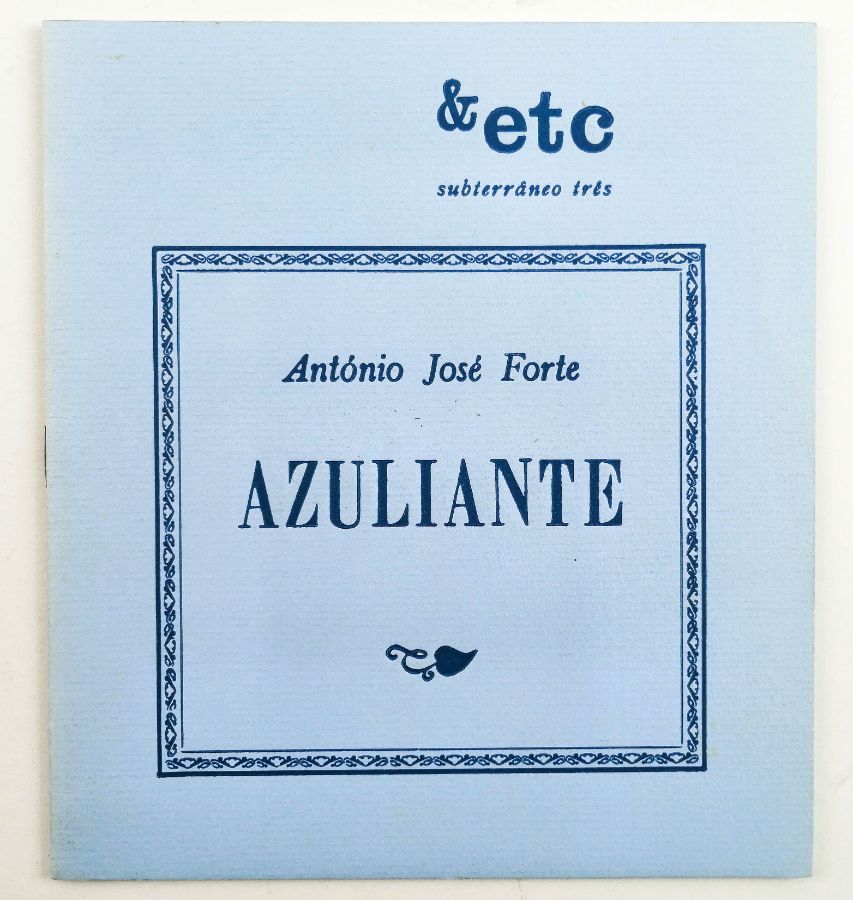 & etc
subterrâneo três
António José Forte
AZULIANTE